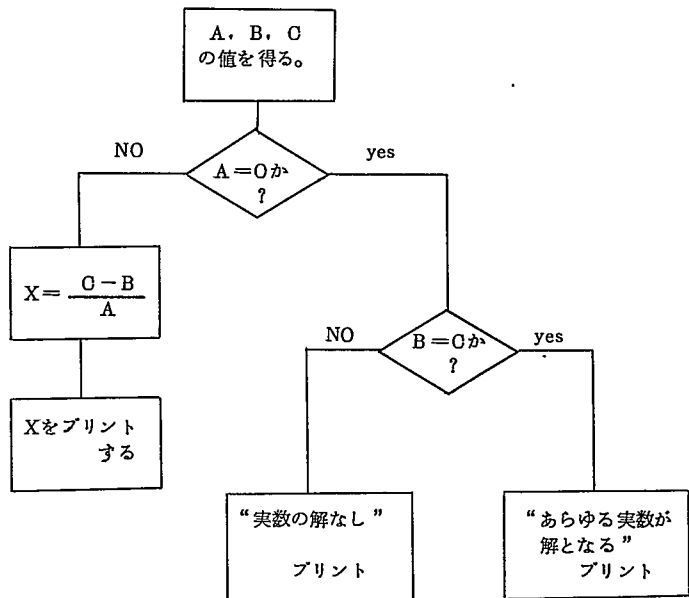 A, B, C
の値を得る。
NO
yes
A=0か
?
X= C-B
A
NO
B=Cか
?
yes
Xをプリント
する
“実数の解なし”
プリント
“あらゆる実数が
解となる”
プリント